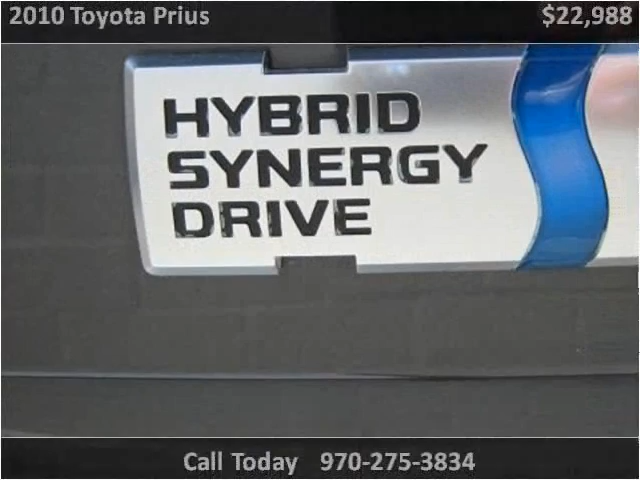 2010 Toyota Prius $22,988
HYBRID
SYNERGY
DRIVE
Call Today 970-275-3834